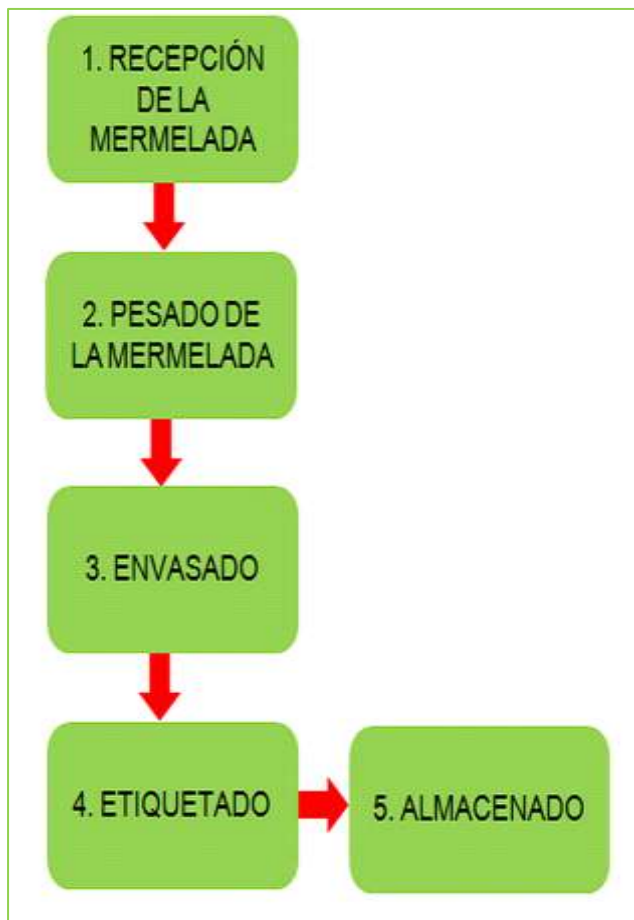 1. RECEPCIÓN
DE LA
MERMELADA
2. PESADO DE
LA MERMELADA
3. ENVASADO
4. ETIQUETADO
5. ALMACENADO